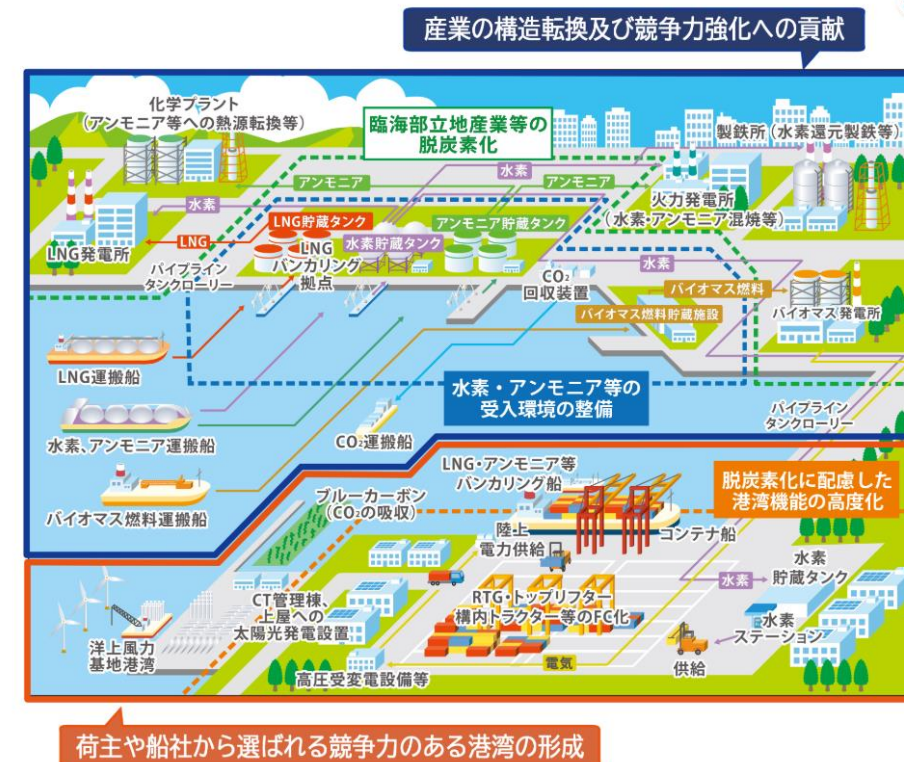 産業の構造転換及び競争力強化への貢献
化学プラント
(アンモニア等への熱源転換等)
臨海部立地産業等の
脱炭素化
製鉄所(水素還元製鉄等)
水素
アンモニア
アンモニア
水素
火力発電所
(水素・アンモニア混焼等)
LNG貯蔵タンク
アンモニア貯蔵タンク
水素貯蔵タンク
LNG
LNG発電所
LNG
バンカリング
拠点
パイプライン
タンクローリー
CO₂
回収装置
水素
バイオマス燃料
バイオマス燃料貯蔵施設
バイオマス発電所
LNG運搬船
水素・アンモニア等の
受入環境の整備
水素、アンモニア運搬船
CO₂運搬船
パイプライン
タンクローリー
バイオマス燃料運搬船
LNG・アンモニア等
バンカリング船
脱炭素化に配慮した
港湾機能の高度化
ブルーカーボン
(CO₂の吸収)
陸上
電力供給
コンテナ船
水素
貯蔵タンク
水素
CT管理棟、
上屋への
太陽光発電設置
RTG・トップリフター
構内トラクター等のFC化
水素
ステーション
洋上風力
基地港湾
高圧受変電設備等
電気
供給
荷主や船社から選ばれる競争力のある港湾の形成